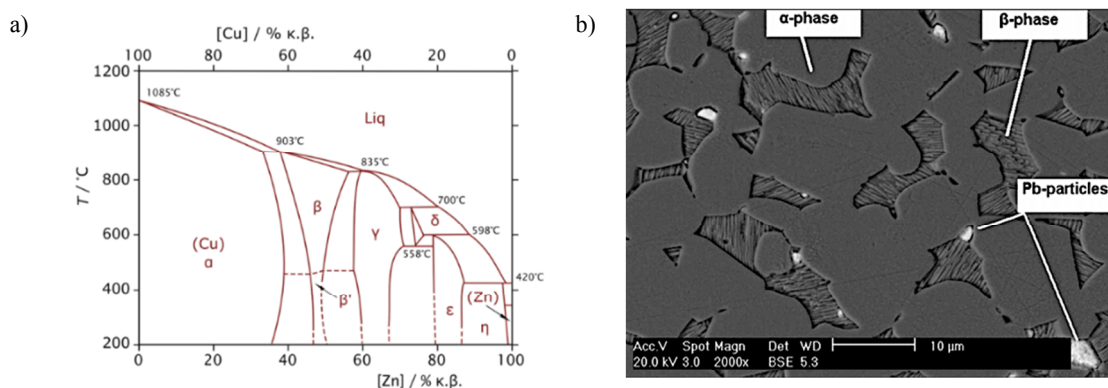 a)
[Cu] / % κ.β.
100 80 60 40 20 0
1200
1085°C
Liq
1000
903°C
835°C
800
T / °C
β
700°C
δ
γ
600
598°C
(Cu)
α
558°C
420°C
400
β'
ε
(Zn)
η
200
0 20 40 60 80 100
[Zn] / % κ.β.
b)
α-phase
β-phase
Pb-particles
Acc.V Spot Magn Det WD
10 µm
20.0 kV 3.0 2000x BSE 5.3